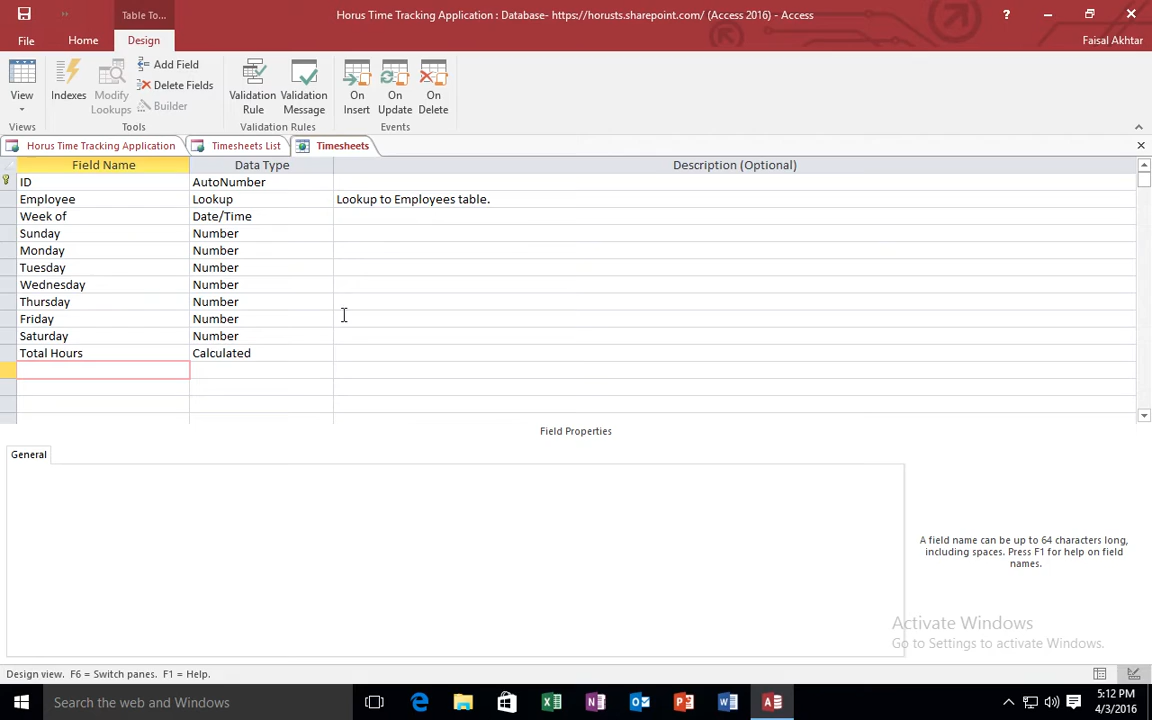 Table To...
Horus Time Tracking Application : Database- https://horusts.sharepoint.com/ (Access 2016) - Access
?
File
Home
Design
Faisal Akhtar
View
Indexes
Modify Lookups
Add Field
Delete Fields
Builder
Validation Rule
Validation Message
On Insert
On Update
On Delete
Views
Tools
Validation Rules
Events
Horus Time Tracking Application
Timesheets List
Timesheets
Field Name Data Type Description (Optional)
ID AutoNumber
Employee Lookup Lookup to Employees table.
Week of Date/Time
Sunday Number
Monday Number
Tuesday Number
Wednesday Number
Thursday Number
Friday Number
Saturday Number
Total Hours Calculated
Field Properties
General
A field name can be up to 64 characters long,
including spaces. Press F1 for help on field
names.
Activate Windows
Go to Settings to activate Windows.
Design view. F6 = Switch panes. F1 = Help.
Search the web and Windows
5:12 PM
4/3/2016